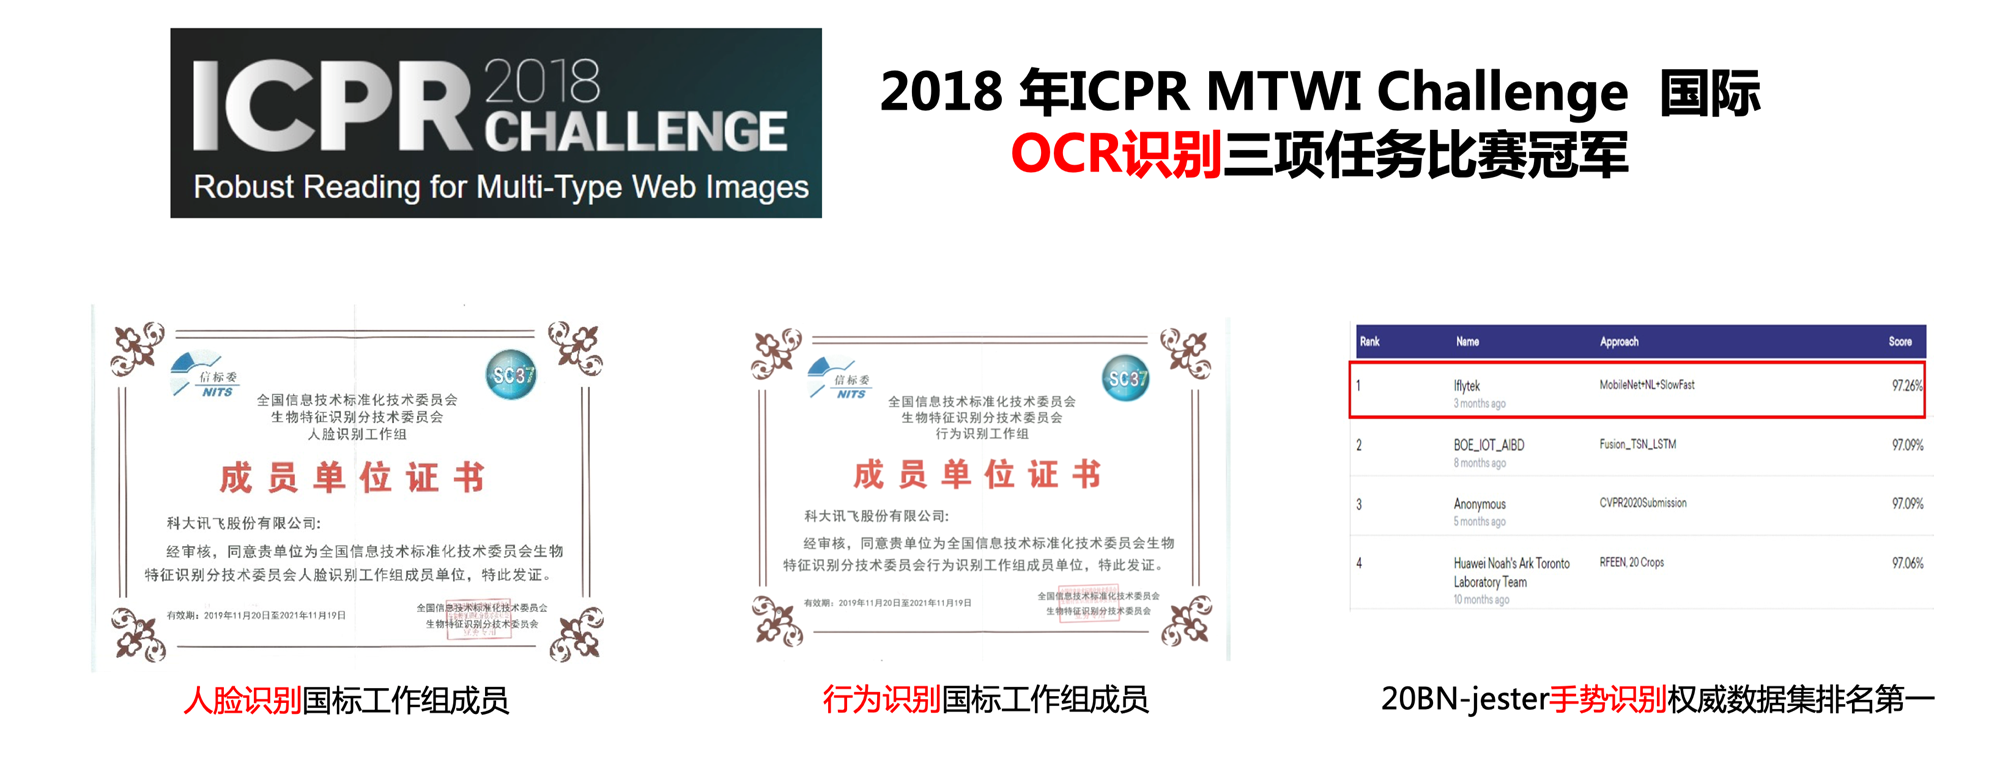 ICPR 2018
CHALLENGE
Robust Reading for Multi-Type Web Images
2018 年ICPR MTWI Challenge 国际
OCR识别三项任务比赛冠军
信标委
NITS
SC37
全国信息技术标准化技术委员会
生物特征识别分技术委员会
人脸识别工作组
成员单位证书
科大讯飞股份有限公司:
经审核，同意贵单位为全国信息技术标准化技术委员会生物
特征识别分技术委员会人脸识别工作组成员单位，特此发证。
有效期：2019年11月20日至2021年11月19日
全国信息技术标准化技术委员会
生物特征识别分技术委员会
人脸识别国标工作组成员
信标委
NITS
SC37
全国信息技术标准化技术委员会
生物特征识别分技术委员会
行为识别工作组
成员单位证书
科大讯飞股份有限公司:
经审核，同意贵单位为全国信息技术标准化技术委员会生物
特征识别分技术委员会行为识别工作组成员单位，特此发证。
有效期：2019年11月20日至2021年11月19日
全国信息技术标准化技术委员会
生物特征识别分技术委员会
行为识别国标工作组成员
Rank Name Approach Score
1 Iflytek MobileNet+NL+SlowFast 97.26%
3 months ago
2 BOE_IOT_AIBD Fusion_TSN_LSTM 97.09%
8 months ago
3 Anonymous CVPR2020Submission 97.09%
5 months ago
4 Huawei Noah's Ark Toronto RFEEN, 20 Crops 97.06%
Laboratory Team
10 months ago
20BN-jester手势识别权威数据集排名第一